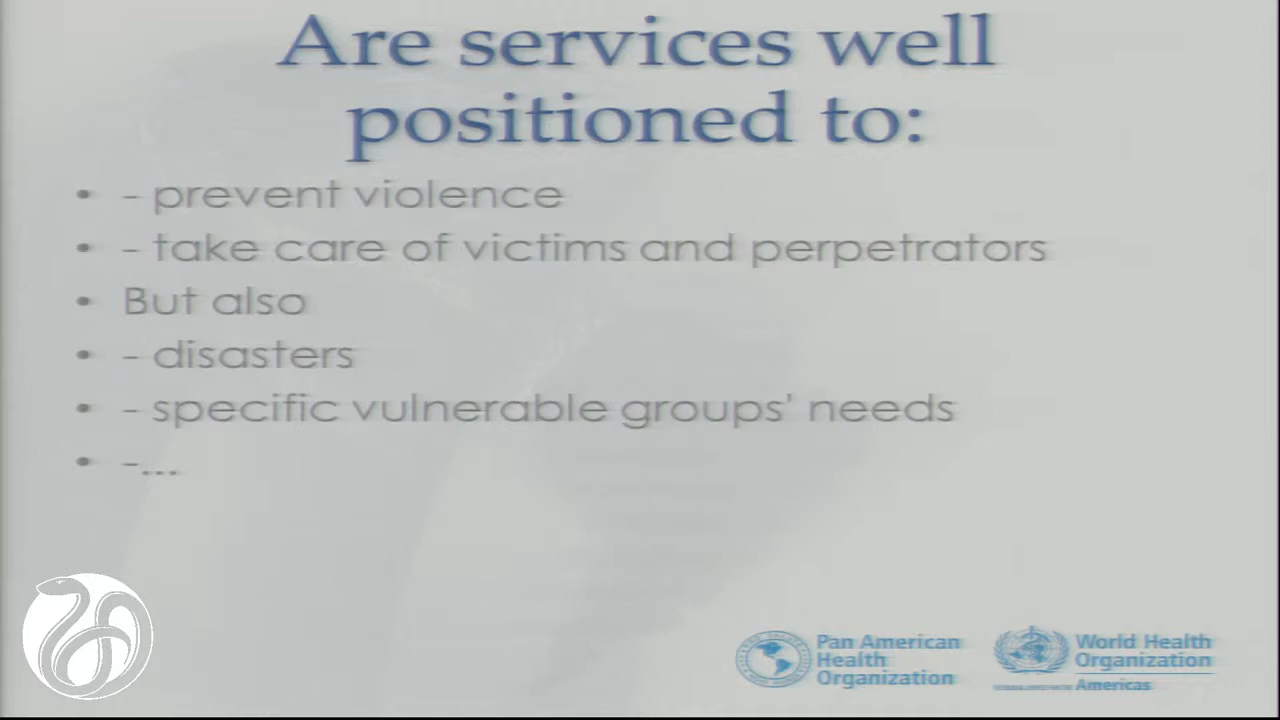 Are services well
positioned to:
• - prevent violence
• - take care of victims and perpetrators
• But also
• - disasters
• - specific vulnerable groups' needs
• -...
Pan American
Health
Organization
World Health
Organization
Americas